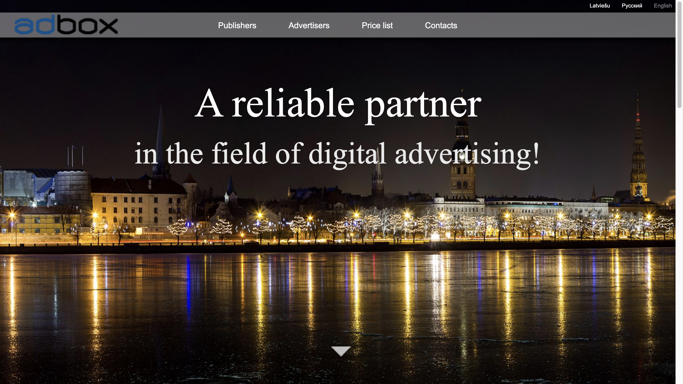 Latviešu Русский English
adbox
Publishers Advertisers Price list Contacts
A reliable partner
in the field of digital advertising!